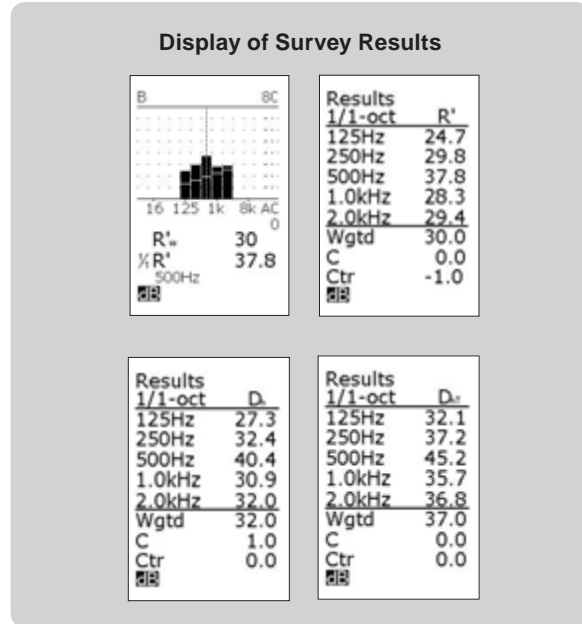 Display of Survey Results
B 80
16 125 1k 8k AC
0
R'w 30
⅟₁ R' 37.8
500Hz
dB
Results
1/1-oct R'
125Hz 24.7
250Hz 29.8
500Hz 37.8
1.0kHz 28.3
2.0kHz 29.4
Wgtd 30.0
C 0.0
Ctr -1.0
dB
Results
1/1-oct Dn
125Hz 27.3
250Hz 32.4
500Hz 40.4
1.0kHz 30.9
2.0kHz 32.0
Wgtd 32.0
C 1.0
Ctr 0.0
dB
Results
1/1-oct DnT
125Hz 32.1
250Hz 37.2
500Hz 45.2
1.0kHz 35.7
2.0kHz 36.8
Wgtd 37.0
C 0.0
Ctr 0.0
dB